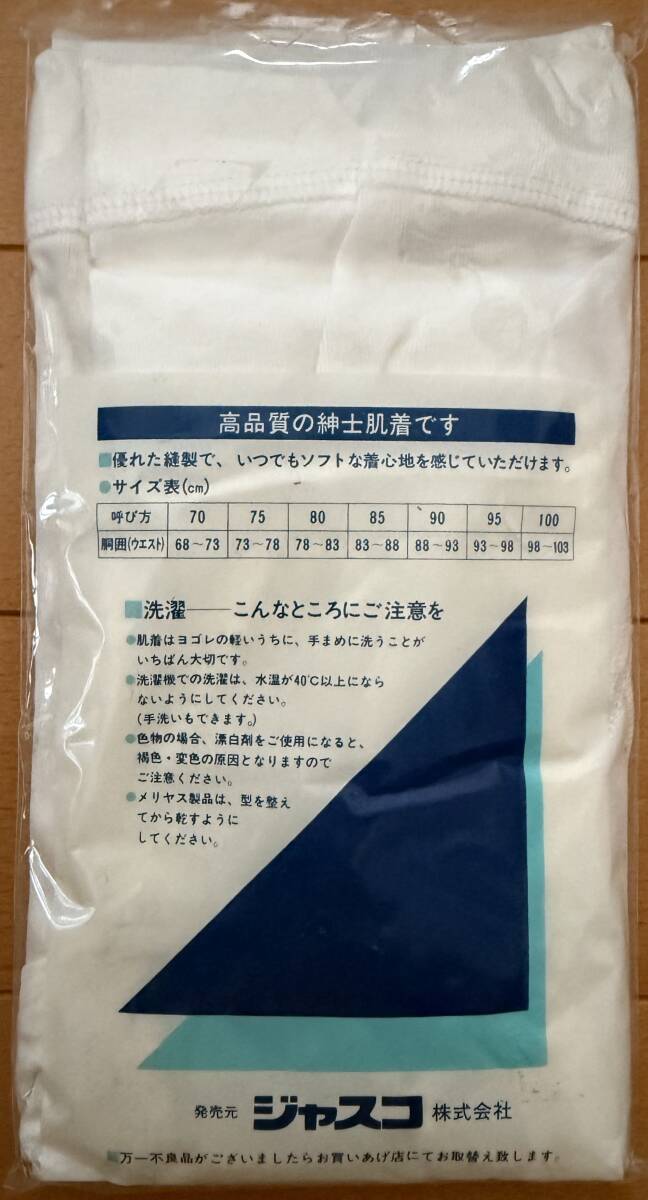 高品質の紳士肌着です
■優れた縫製で、いつでもソフトな着心地を感じていただけます。
●サイズ表(cm)
呼び方 70 75 80 85 90 95 100
胴囲(ウエスト) 68～73 73～78 78～83 83～88 88～93 93～98 98～103
■洗濯――こんなところにご注意を
●肌着はヨゴレの軽いうちに、手まめに洗うことが
いちばん大切です。
●洗濯機での洗濯は、水温が40℃以上になら
ないようにしてください。
(手洗いもできます。)
●色物の場合、漂白剤をご使用になると、
褐色・変色の原因となりますので
ご注意ください。
●メリヤス製品は、型を整え
てから乾すように
してください。
発売元 ジャスコ 株式会社
■万一不良品がございましたらお買いあげ店にてお取替え致します。